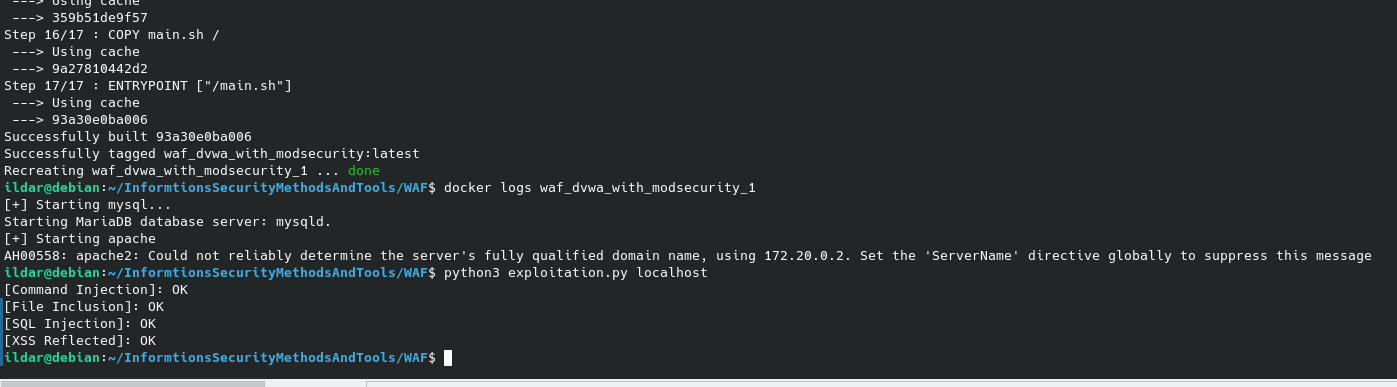 ---> Using cache
---> 359b51de9f57
Step 16/17 : COPY main.sh /
---> Using cache
---> 9a27810442d2
Step 17/17 : ENTRYPOINT ["/main.sh"]
---> Using cache
---> 93a30e0ba006
Successfully built 93a30e0ba006
Successfully tagged waf_dvwa_with_modsecurity:latest
Recreating waf_dvwa_with_modsecurity_1 ... done
ildar@debian:~/InformtionsSecurityMethodsAndTools/WAF$ docker logs waf_dvwa_with_modsecurity_1
[+] Starting mysql...
Starting MariaDB database server: mysqld.
[+] Starting apache
AH00558: apache2: Could not reliably determine the server's fully qualified domain name, using 172.20.0.2. Set the 'ServerName' directive globally to suppress this message
ildar@debian:~/InformtionsSecurityMethodsAndTools/WAF$ python3 exploitation.py localhost
[Command Injection]: OK
[File Inclusion]: OK
[SQL Injection]: OK
[XSS Reflected]: OK
ildar@debian:~/InformtionsSecurityMethodsAndTools/WAF$